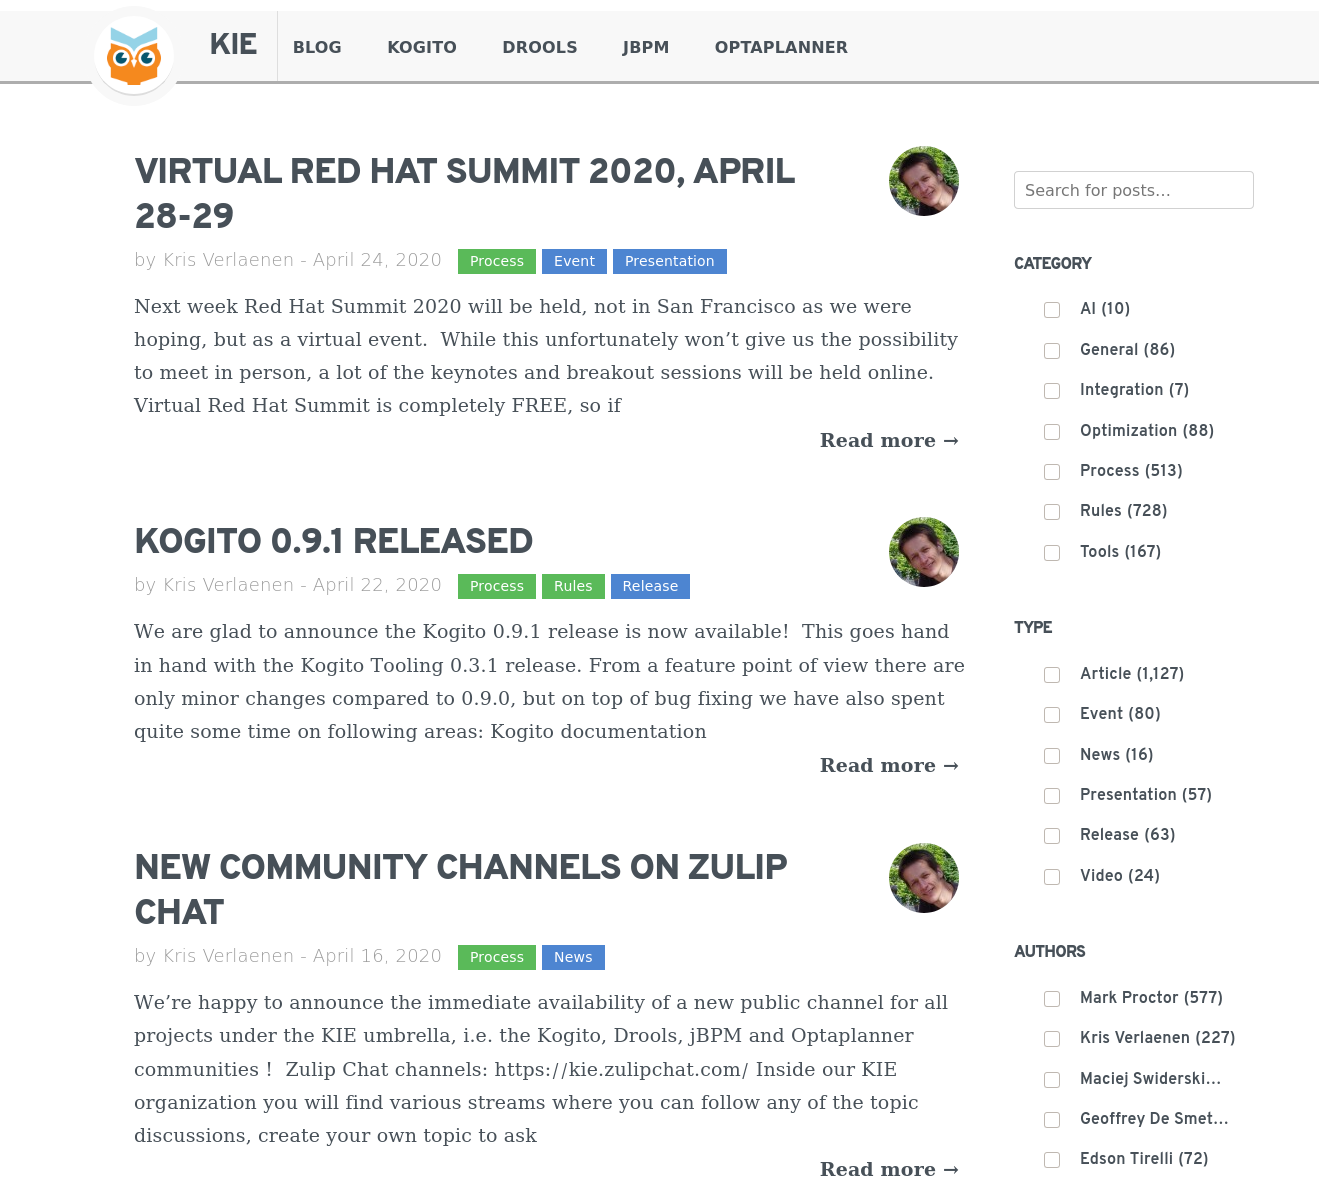 KIE
BLOG
KOGITO
DROOLS
JBPM
OPTAPLANNER
VIRTUAL RED HAT SUMMIT 2020, APRIL
28-29
by Kris Verlaenen - April 24, 2020 Process Event Presentation
Next week Red Hat Summit 2020 will be held, not in San Francisco as we were
hoping, but as a virtual event.  While this unfortunately won’t give us the possibility
to meet in person, a lot of the keynotes and breakout sessions will be held online.
Virtual Red Hat Summit is completely FREE, so if
Read more →
KOGITO 0.9.1 RELEASED
by Kris Verlaenen - April 22, 2020 Process Rules Release
We are glad to announce the Kogito 0.9.1 release is now available!  This goes hand
in hand with the Kogito Tooling 0.3.1 release. From a feature point of view there are
only minor changes compared to 0.9.0, but on top of bug fixing we have also spent
quite some time on following areas: Kogito documentation
Read more →
NEW COMMUNITY CHANNELS ON ZULIP
CHAT
by Kris Verlaenen - April 16, 2020 Process News
We’re happy to announce the immediate availability of a new public channel for all
projects under the KIE umbrella, i.e. the Kogito, Drools, jBPM and Optaplanner
communities !  Zulip Chat channels: https://kie.zulipchat.com/ Inside our KIE
organization you will find various streams where you can follow any of the topic
discussions, create your own topic to ask
Read more →
Search for posts...
CATEGORY
AI (10)
General (86)
Integration (7)
Optimization (88)
Process (513)
Rules (728)
Tools (167)
TYPE
Article (1,127)
Event (80)
News (16)
Presentation (57)
Release (63)
Video (24)
AUTHORS
Mark Proctor (577)
Kris Verlaenen (227)
Maciej Swiderski...
Geoffrey De Smet...
Edson Tirelli (72)